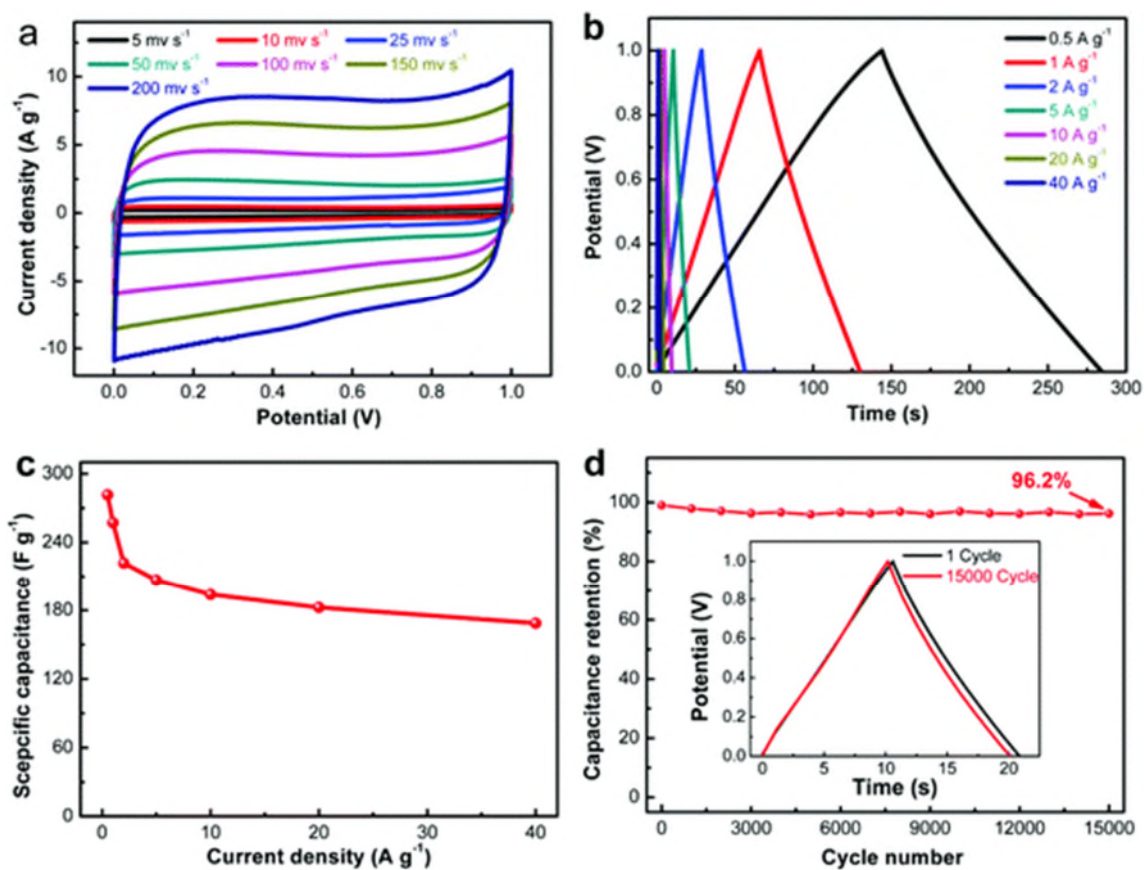 a
5 mv s⁻¹ 10 mv s⁻¹ 25 mv s⁻¹
50 mv s⁻¹ 100 mv s⁻¹ 150 mv s⁻¹
200 mv s⁻¹
10
5
0
-5
-10
Current density (A g⁻¹)
0.0 0.2 0.4 0.6 0.8 1.0
Potential (V)
b
0.5 A g⁻¹
1 A g⁻¹
2 A g⁻¹
5 A g⁻¹
10 A g⁻¹
20 A g⁻¹
40 A g⁻¹
1.0
0.8
0.6
0.4
0.2
0.0
Potential (V)
0 50 100 150 200 250 300
Time (s)
c
300
240
180
120
60
0
Scepcific capacitance (F g⁻¹)
0 10 20 30 40
Current density (A g⁻¹)
d
96.2%
100
80
60
40
20
0
Capacitance retention (%)
1 Cycle
15000 Cycle
1.0
0.8
0.6
0.4
0.2
0.0
Potential (V)
0 5 10 15 20
Time (s)
0 3000 6000 9000 12000 15000
Cycle number